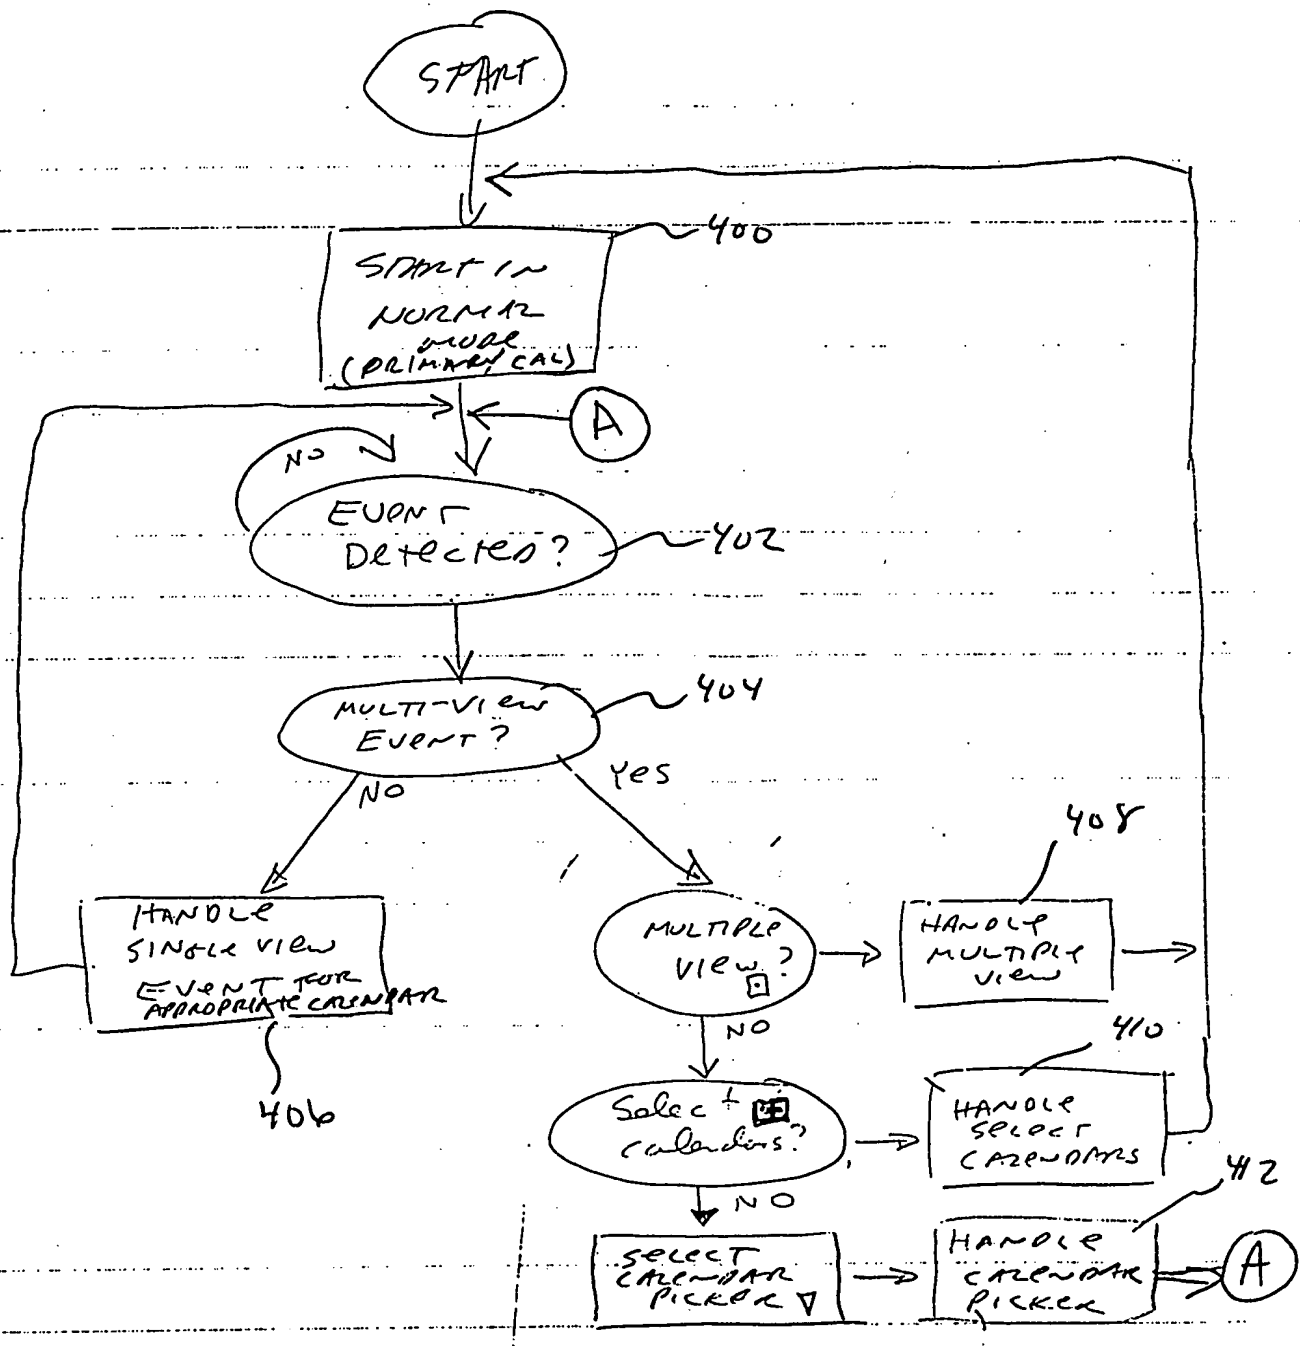 START
400
START IN
NORMAL
MODE
(PRIMARY CAL)
A
NO
EVENT
DeTecTeD?
402
404
MULTI-VIEW
EVENT?
NO
Yes
408
HANDLE
SINGLE VIEW
EVENT FOR
APPROPRIATE CALENDAR
MULTIPLE
VIEW?
HANDLE
MULTIPLE
VIEW
NO
406
410
Select
calendars?
HANDLE
SELECT
CALENDARS
NO
412
SELECT
CALENDAR
PICKER
HANDLE
CALENDAR
PICKER
A